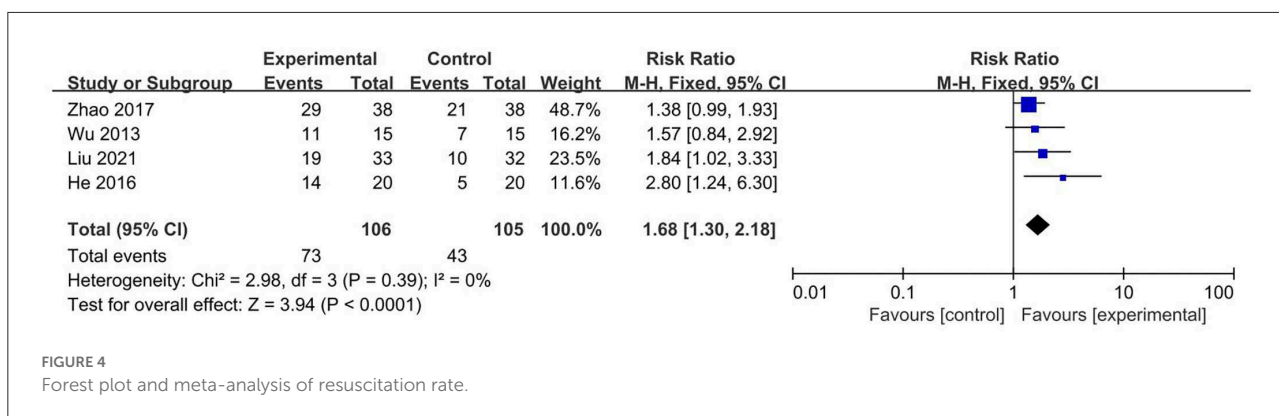 Experimental Control Risk Ratio Risk Ratio
Study or Subgroup Events Total Events Total Weight M-H, Fixed, 95% CI M-H, Fixed, 95% CI
Zhao 2017 29 38 21 38 48.7% 1.38 [0.99, 1.93]
Wu 2013 11 15 7 15 16.2% 1.57 [0.84, 2.92]
Liu 2021 19 33 10 32 23.5% 1.84 [1.02, 3.33]
He 2016 14 20 5 20 11.6% 2.80 [1.24, 6.30]
Total (95% CI) 106 105 100.0% 1.68 [1.30, 2.18]
Total events 73 43
Heterogeneity: Chi² = 2.98, df = 3 (P = 0.39); I² = 0%
Test for overall effect: Z = 3.94 (P < 0.0001)
0.01 0.1 1 10 100
Favours [control] Favours [experimental]
FIGURE 4
Forest plot and meta-analysis of resuscitation rate.